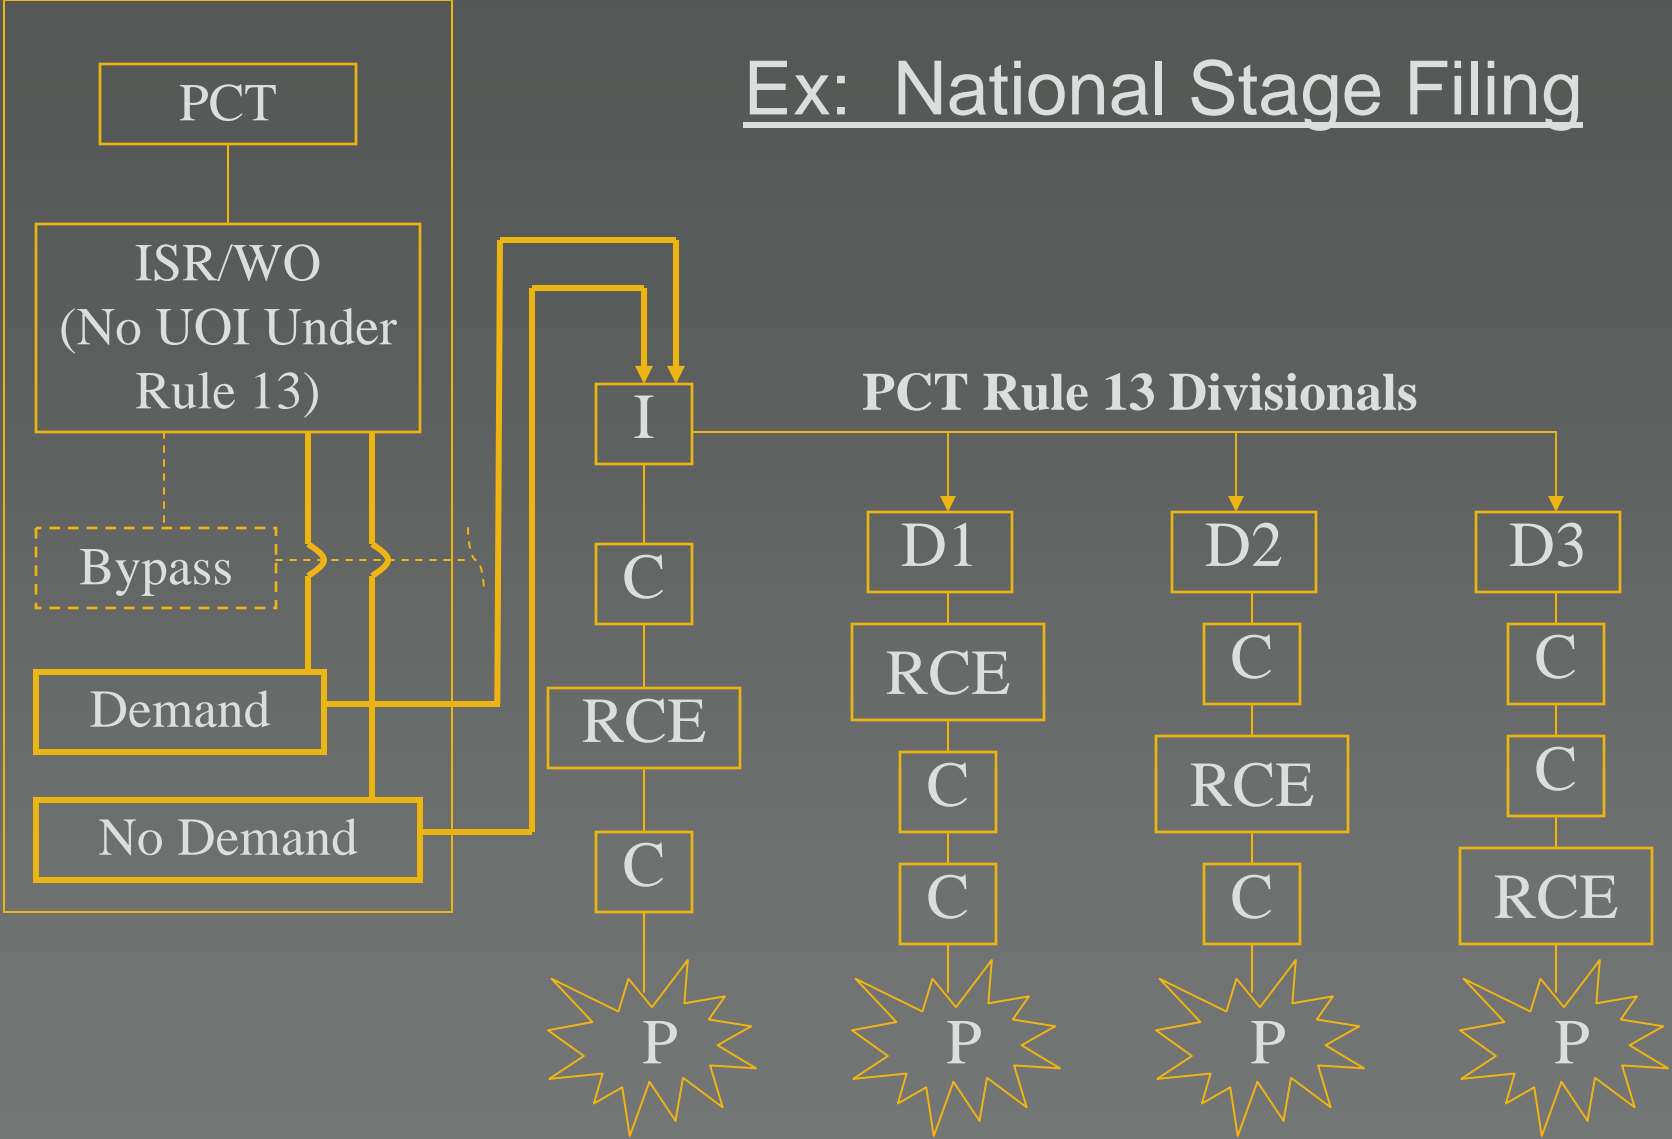 Ex: National Stage Filing
PCT
ISR/WO
(No UOI Under
Rule 13)
Bypass
Demand
No Demand
I
C
RCE
C
P
PCT Rule 13 Divisionals
D1
RCE
C
C
P
D2
C
RCE
C
P
D3
C
C
RCE
P